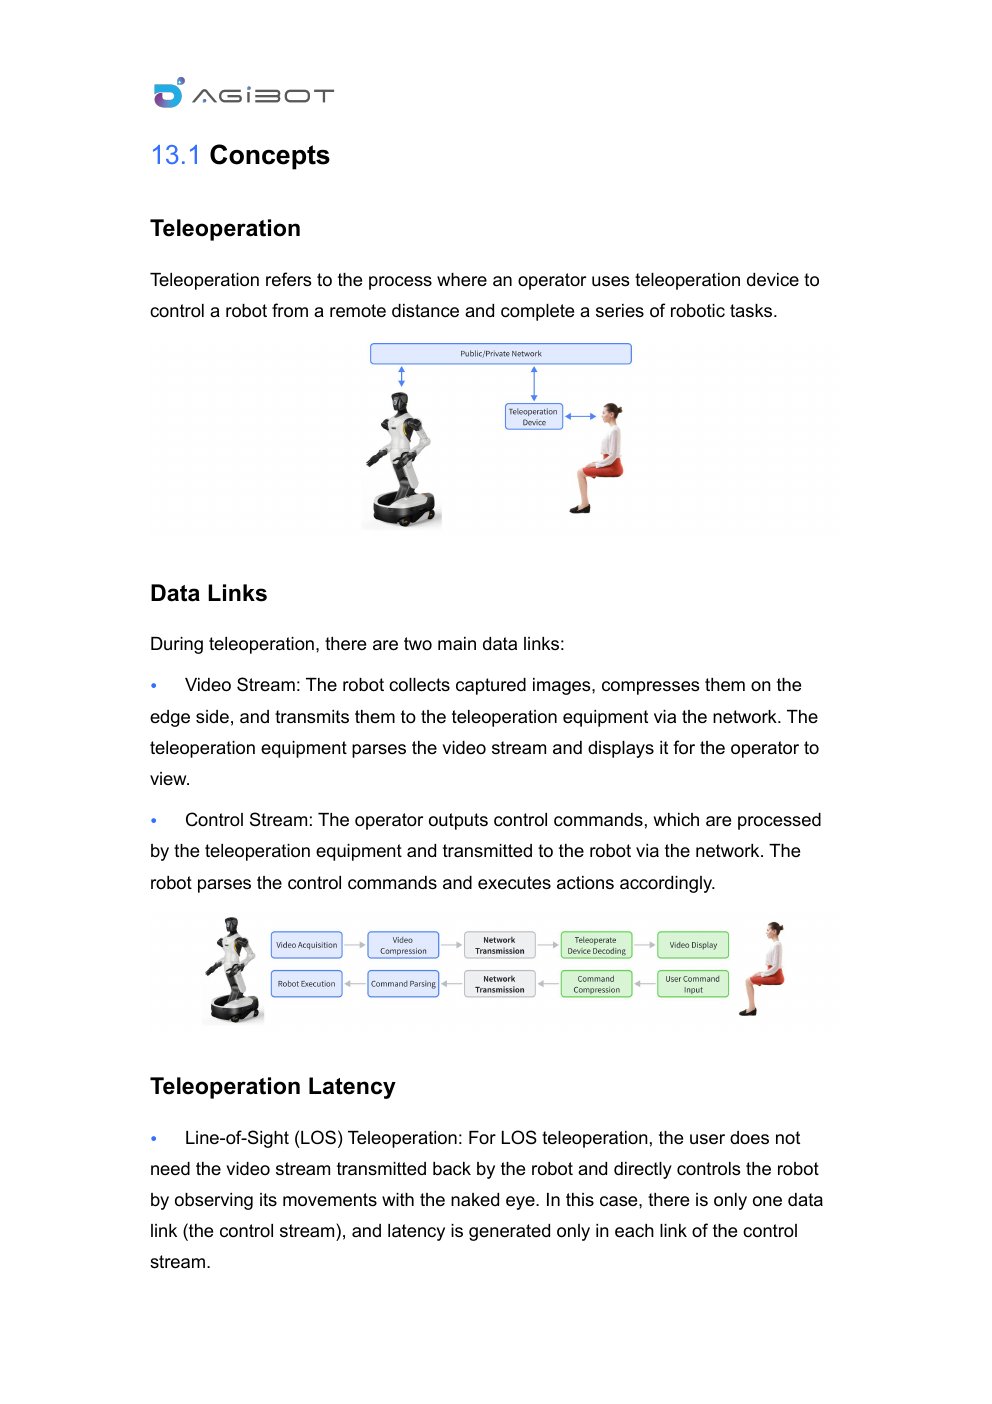 AGIBOT
13.1 Concepts
Teleoperation
Teleoperation refers to the process where an operator uses teleoperation device to
control a robot from a remote distance and complete a series of robotic tasks.
Public/Private Network
Teleoperation
Device
Data Links
During teleoperation, there are two main data links:
• Video Stream: The robot collects captured images, compresses them on the
edge side, and transmits them to the teleoperation equipment via the network. The
teleoperation equipment parses the video stream and displays it for the operator to
view.
• Control Stream: The operator outputs control commands, which are processed
by the teleoperation equipment and transmitted to the robot via the network. The
robot parses the control commands and executes actions accordingly.
Video Acquisition
Video
Compression
Network
Transmission
Teleoperate
Device Decoding
Video Display
Robot Execution
Command Parsing
Network
Transmission
Command
Compression
User Command
Input
Teleoperation Latency
• Line-of-Sight (LOS) Teleoperation: For LOS teleoperation, the user does not
need the video stream transmitted back by the robot and directly controls the robot
by observing its movements with the naked eye. In this case, there is only one data
link (the control stream), and latency is generated only in each link of the control
stream.